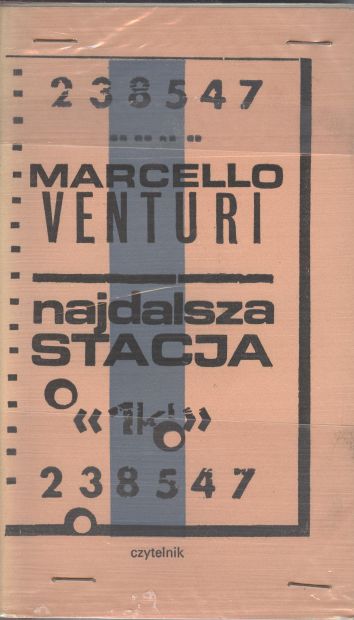 238547
MARCELLO
VENTURI
najdalsza
STACJA
238547
czytelnik